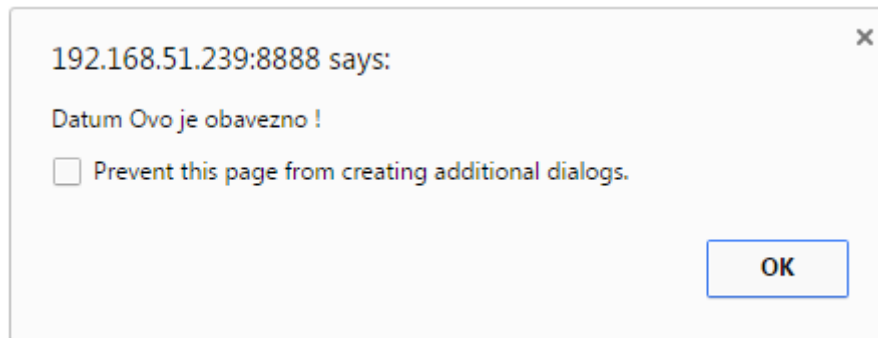 192.168.51.239:8888 says:
Datum Ovo je obavezno !
Prevent this page from creating additional dialogs.
OK